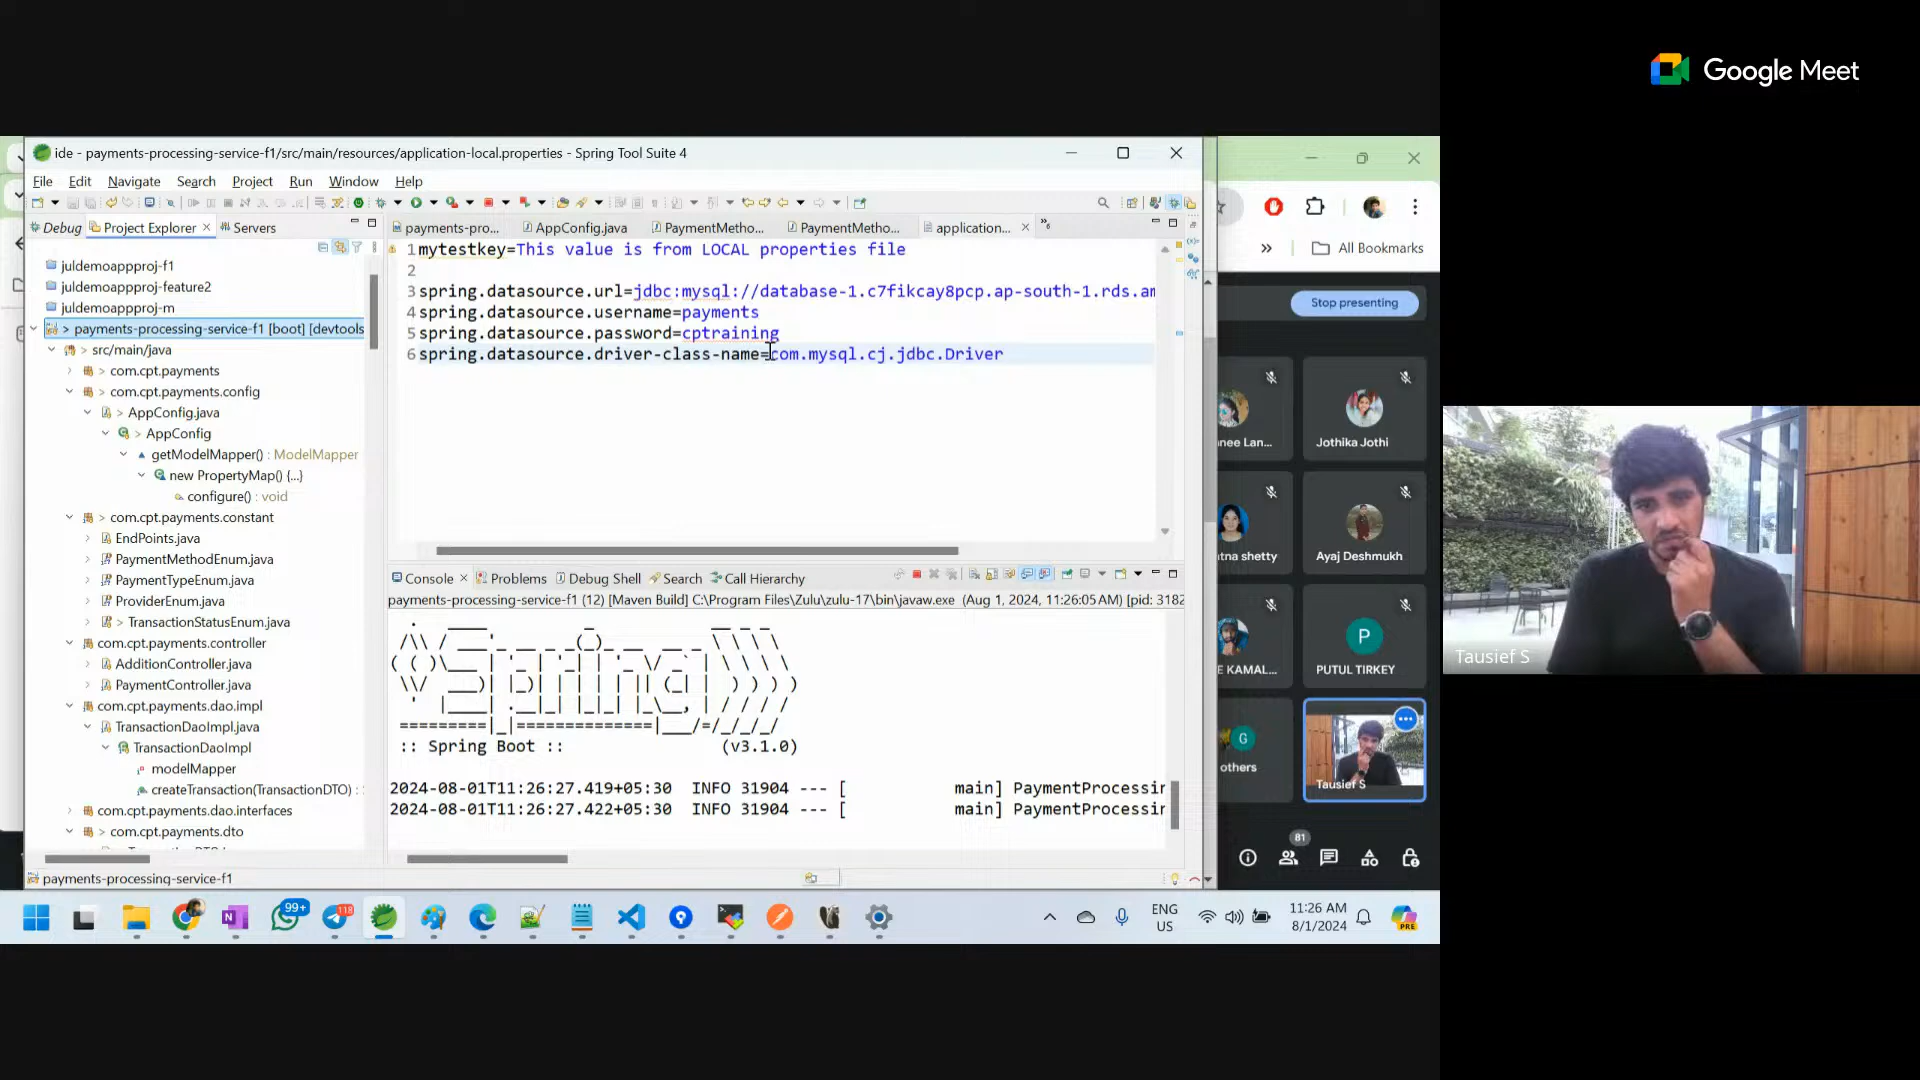 Google Meet
ide - payments-processing-service-f1/src/main/resources/application-local.properties - Spring Tool Suite 4
File Edit Navigate Search Project Run Window Help
Debug Project Explorer Servers
payments-pro... AppConfig.java PaymentMetho... PaymentMetho... application...
All Bookmarks
juldemoappproj-f1
juldemoappproj-feature2
juldemoappproj-m
> payments-processing-service-f1 [boot] [devtools
> src/main/java
com.cpt.payments
> com.cpt.payments.config
> AppConfig.java
> AppConfig
getModelMapper() : ModelMapper
new PropertyMap() {...}
configure() : void
> com.cpt.payments.constant
EndPoints.java
PaymentMethodEnum.java
PaymentTypeEnum.java
ProviderEnum.java
> TransactionStatusEnum.java
com.cpt.payments.controller
AdditionController.java
PaymentController.java
com.cpt.payments.dao.impl
TransactionDaoImpl.java
TransactionDaoImpl
modelMapper
createTransaction(TransactionDTO) :
com.cpt.payments.dao.interfaces
> com.cpt.payments.dto
1 mytestkey=This value is from LOCAL properties file
2
3 spring.datasource.url=jdbc:mysql://database-1.c7fikcay8pcp.ap-south-1.rds.am
4 spring.datasource.username=payments
5 spring.datasource.password=cptraining
6 spring.datasource.driver-class-name=com.mysql.cj.jdbc.Driver
Console Problems Debug Shell Search Call Hierarchy
payments-processing-service-f1 (12) [Maven Build] C:\Program Files\Zulu\zulu-17\bin\javaw.exe (Aug 1, 2024, 11:26:05 AM) [pid: 3182
Spring
:: Spring Boot :: (v3.1.0)
2024-08-01T11:26:27.419+05:30 INFO 31904 --- [ main] PaymentProcessin
2024-08-01T11:26:27.422+05:30 INFO 31904 --- [ main] PaymentProcessin
payments-processing-service-f1
Stop presenting
nee Lan...
Jothika Jothi
tna shetty
Ayaj Deshmukh
E KAMAL...
P
PUTUL TIRKEY
G
others
Tausief S
81
Tausief S
99+
118
ENG
US
11:26 AM
8/1/2024
PRE